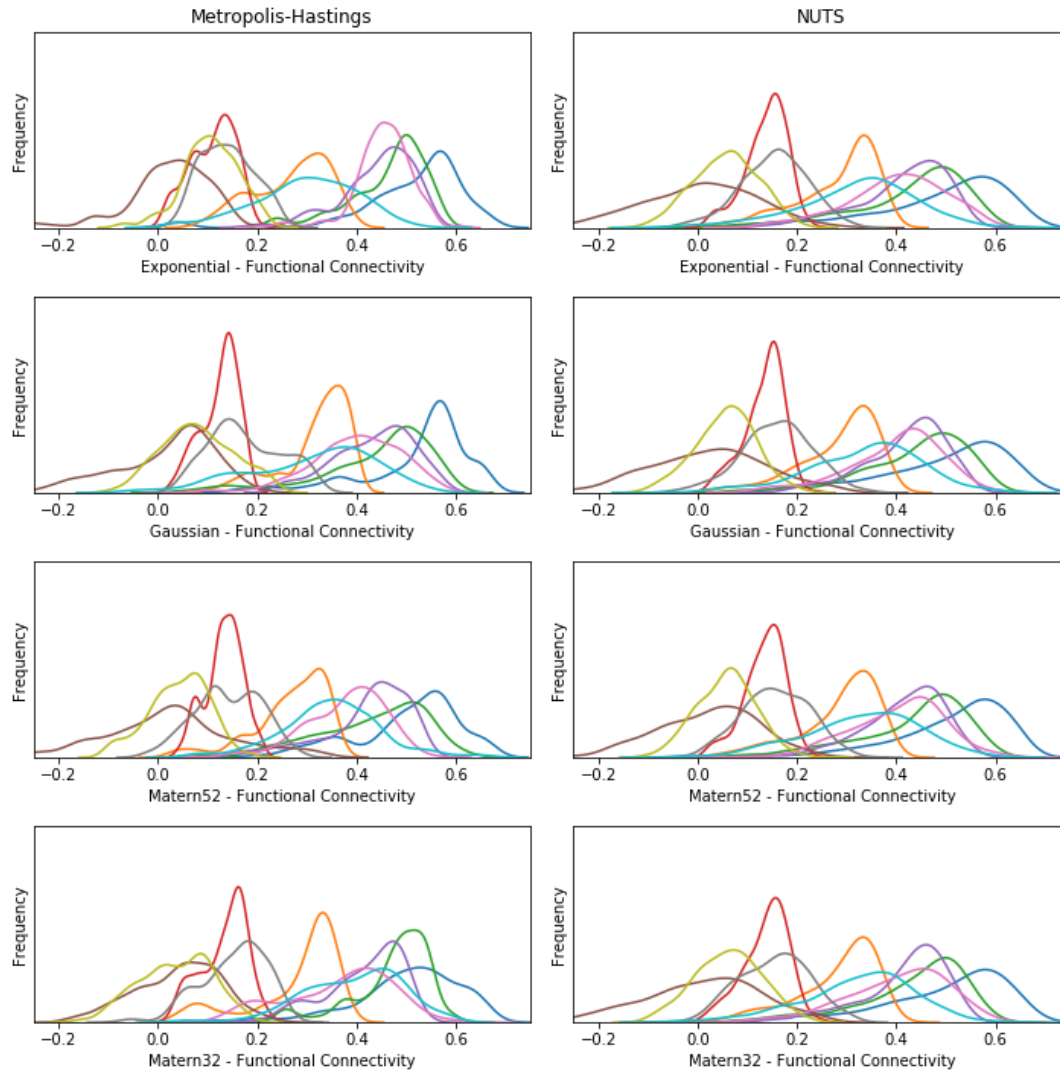 Metropolis-Hastings
NUTS
Frequency
−0.2 0.0 0.2 0.4 0.6
Exponential - Functional Connectivity
Frequency
−0.2 0.0 0.2 0.4 0.6
Exponential - Functional Connectivity
Frequency
−0.2 0.0 0.2 0.4 0.6
Gaussian - Functional Connectivity
Frequency
−0.2 0.0 0.2 0.4 0.6
Gaussian - Functional Connectivity
Frequency
−0.2 0.0 0.2 0.4 0.6
Matern52 - Functional Connectivity
Frequency
−0.2 0.0 0.2 0.4 0.6
Matern52 - Functional Connectivity
Frequency
−0.2 0.0 0.2 0.4 0.6
Matern32 - Functional Connectivity
Frequency
−0.2 0.0 0.2 0.4 0.6
Matern32 - Functional Connectivity